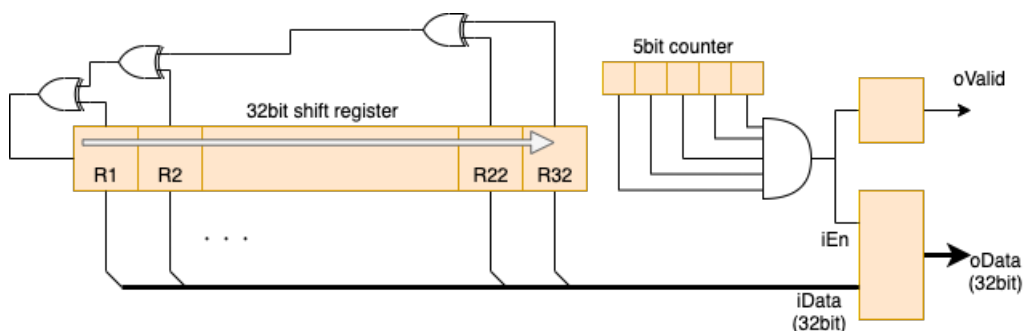 5bit counter
oValid
32bit shift register
R1
R2
R22
R32
. . .
iEn
oData
(32bit)
iData
(32bit)